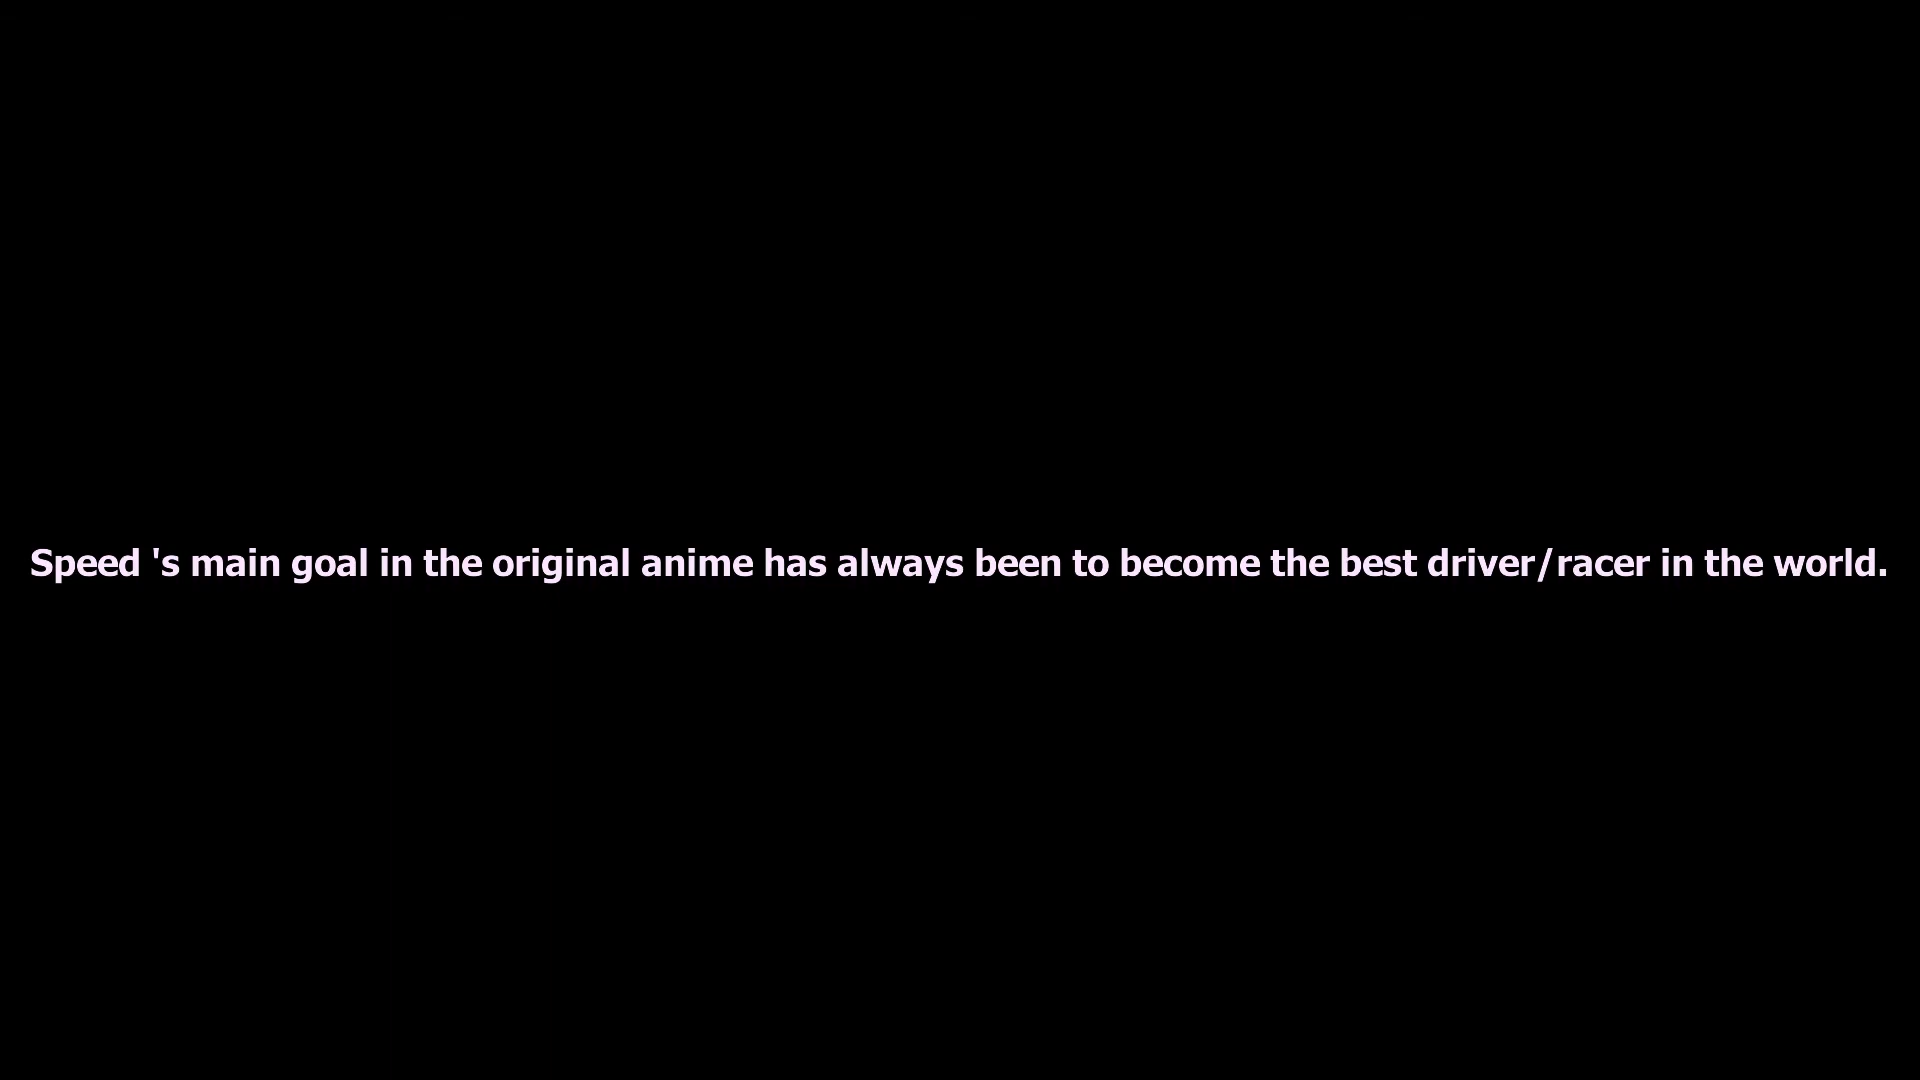 Speed 's main goal in the original anime has always been to become the best driver/racer in the world.